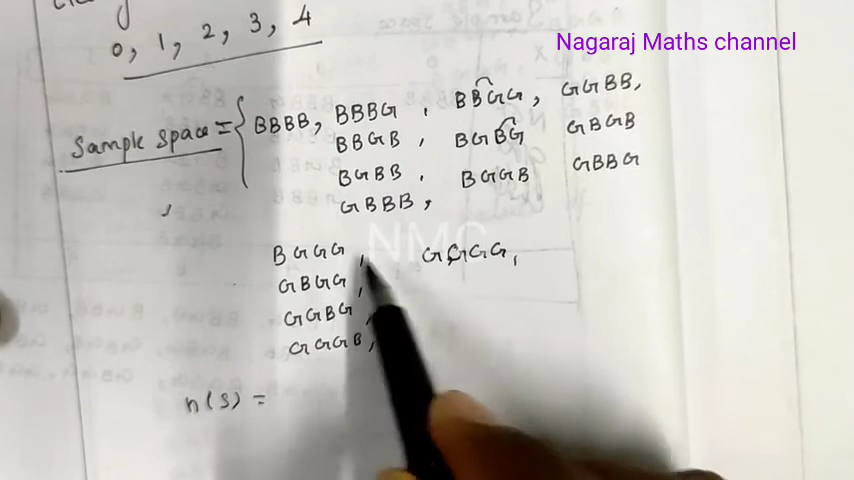 0, 1, 2, 3, 4
Nagaraj Maths channel
Sample space = { BBBB, BBBG, BBGG, GGBB,
BBGB, BGBG GBGB
BGBB, BGGB GBBG
GBBB,
NMC
BGGG, GGGG,
GBGG,
GGBG,
GGGB,
n(S) =